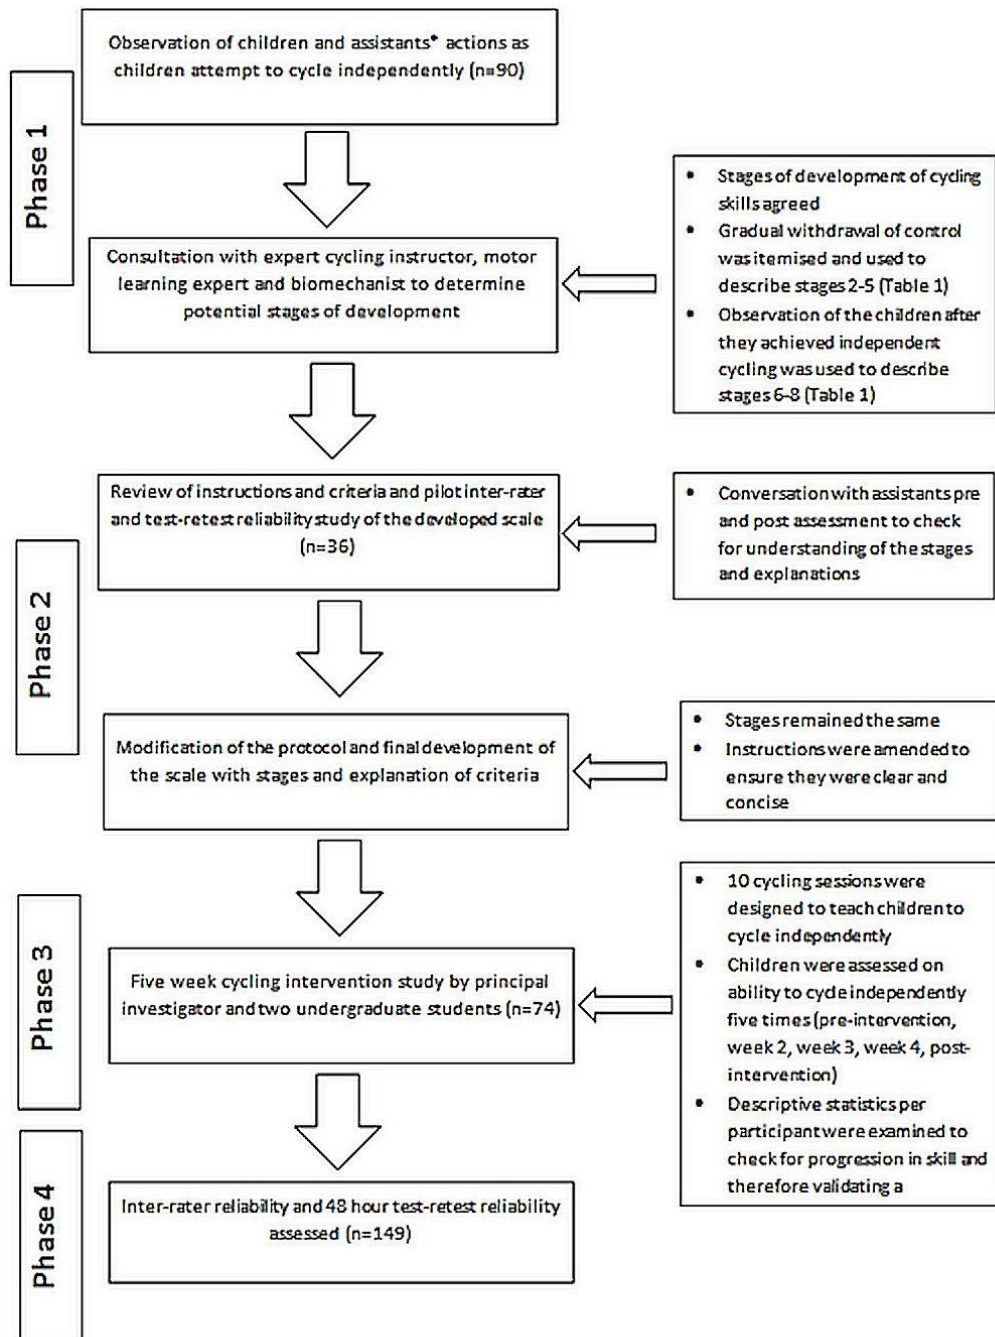 Phase 1
Observation of children and assistants* actions as
children attempt to cycle independently (n=90)
Consultation with expert cycling instructor, motor
learning expert and biomechanist to determine
potential stages of development
• Stages of development of cycling
skills agreed
• Gradual withdrawal of control
was itemised and used to
describe stages 2-5 (Table 1)
• Observation of the children after
they achieved independent
cycling was used to describe
stages 6-8 (Table 1)
Phase 2
Review of instructions and criteria and pilot inter-rater
and test-retest reliability study of the developed scale
(n=36)
• Conversation with assistants pre
and post assessment to check
for understanding of the stages
and explanations
Modification of the protocol and final development of
the scale with stages and explanation of criteria
• Stages remained the same
• Instructions were amended to
ensure they were clear and
concise
Phase 3
Five week cycling intervention study by principal
investigator and two undergraduate students (n=74)
• 10 cycling sessions were
designed to teach children to
cycle independently
• Children were assessed on
ability to cycle independently
five times (pre-intervention,
week 2, week 3, week 4, post-
intervention)
• Descriptive statistics per
participant were examined to
check for progression in skill and
therefore validating a
Phase 4
Inter-rater reliability and 48 hour test-retest reliability
assessed (n=149)